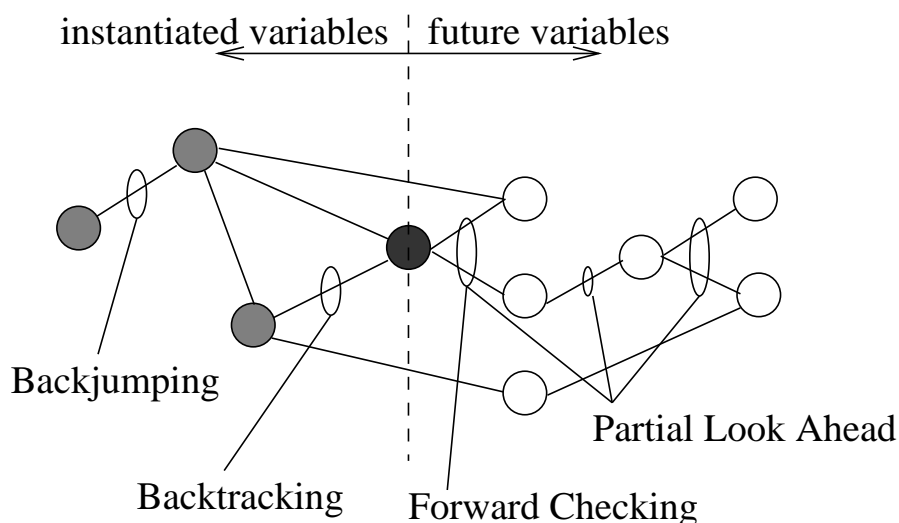 instantiated variables
future variables
Backjumping
Partial Look Ahead
Backtracking
Forward Checking